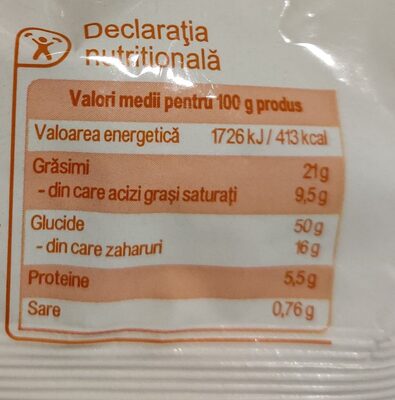 Declarația
nutrițională
Valori medii pentru 100 g produs
Valoarea energetică 1726 kJ / 413 kcal
Grăsimi 21 g
- din care acizi grași saturați 9,5 g
Glucide 50 g
- din care zaharuri 16 g
Proteine 5,5 g
Sare 0,76 g